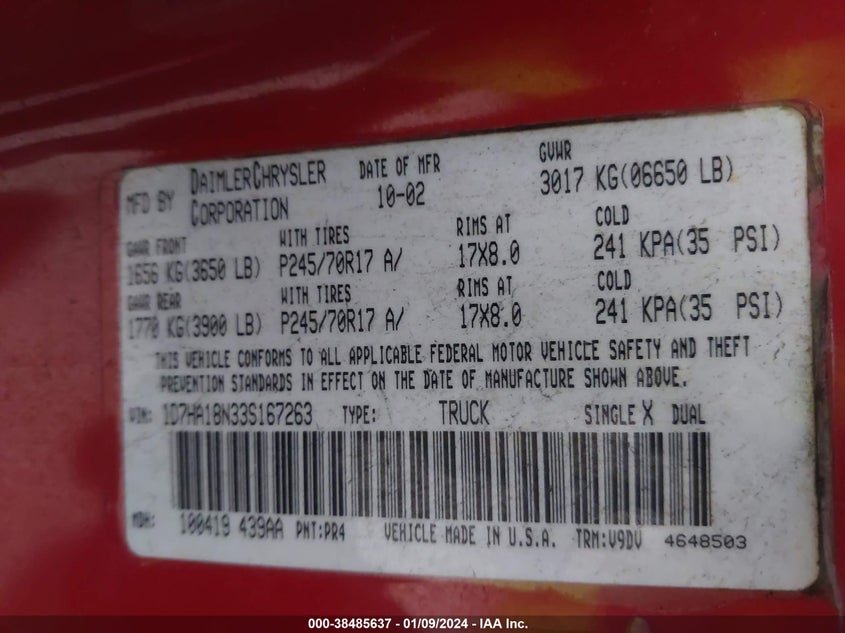 MFD BY DAIMLERCHRYSLER CORPORATION DATE OF MFR 10-02 GVWR 3017 KG(06650 LB)
GAWR FRONT WITH TIRES RIMS AT COLD
1656 KG(3650 LB) P245/70R17 A/ 17X8.0 241 KPA(35 PSI)
GAWR REAR WITH TIRES RIMS AT COLD
1770 KG(3900 LB) P245/70R17 A/ 17X8.0 241 KPA(35 PSI)
THIS VEHICLE CONFORMS TO ALL APPLICABLE FEDERAL MOTOR VEHICLE SAFETY AND THEFT
PREVENTION STANDARDS IN EFFECT ON THE DATE OF MANUFACTURE SHOWN ABOVE.
VIN: 1D7HA18N33S167263 TYPE: TRUCK SINGLE X DUAL
MDH: 100419 439AA PNT:PR4 VEHICLE MADE IN U.S.A. TRM:V9DV 4648503
000-38485637 - 01/09/2024 - IAA Inc.